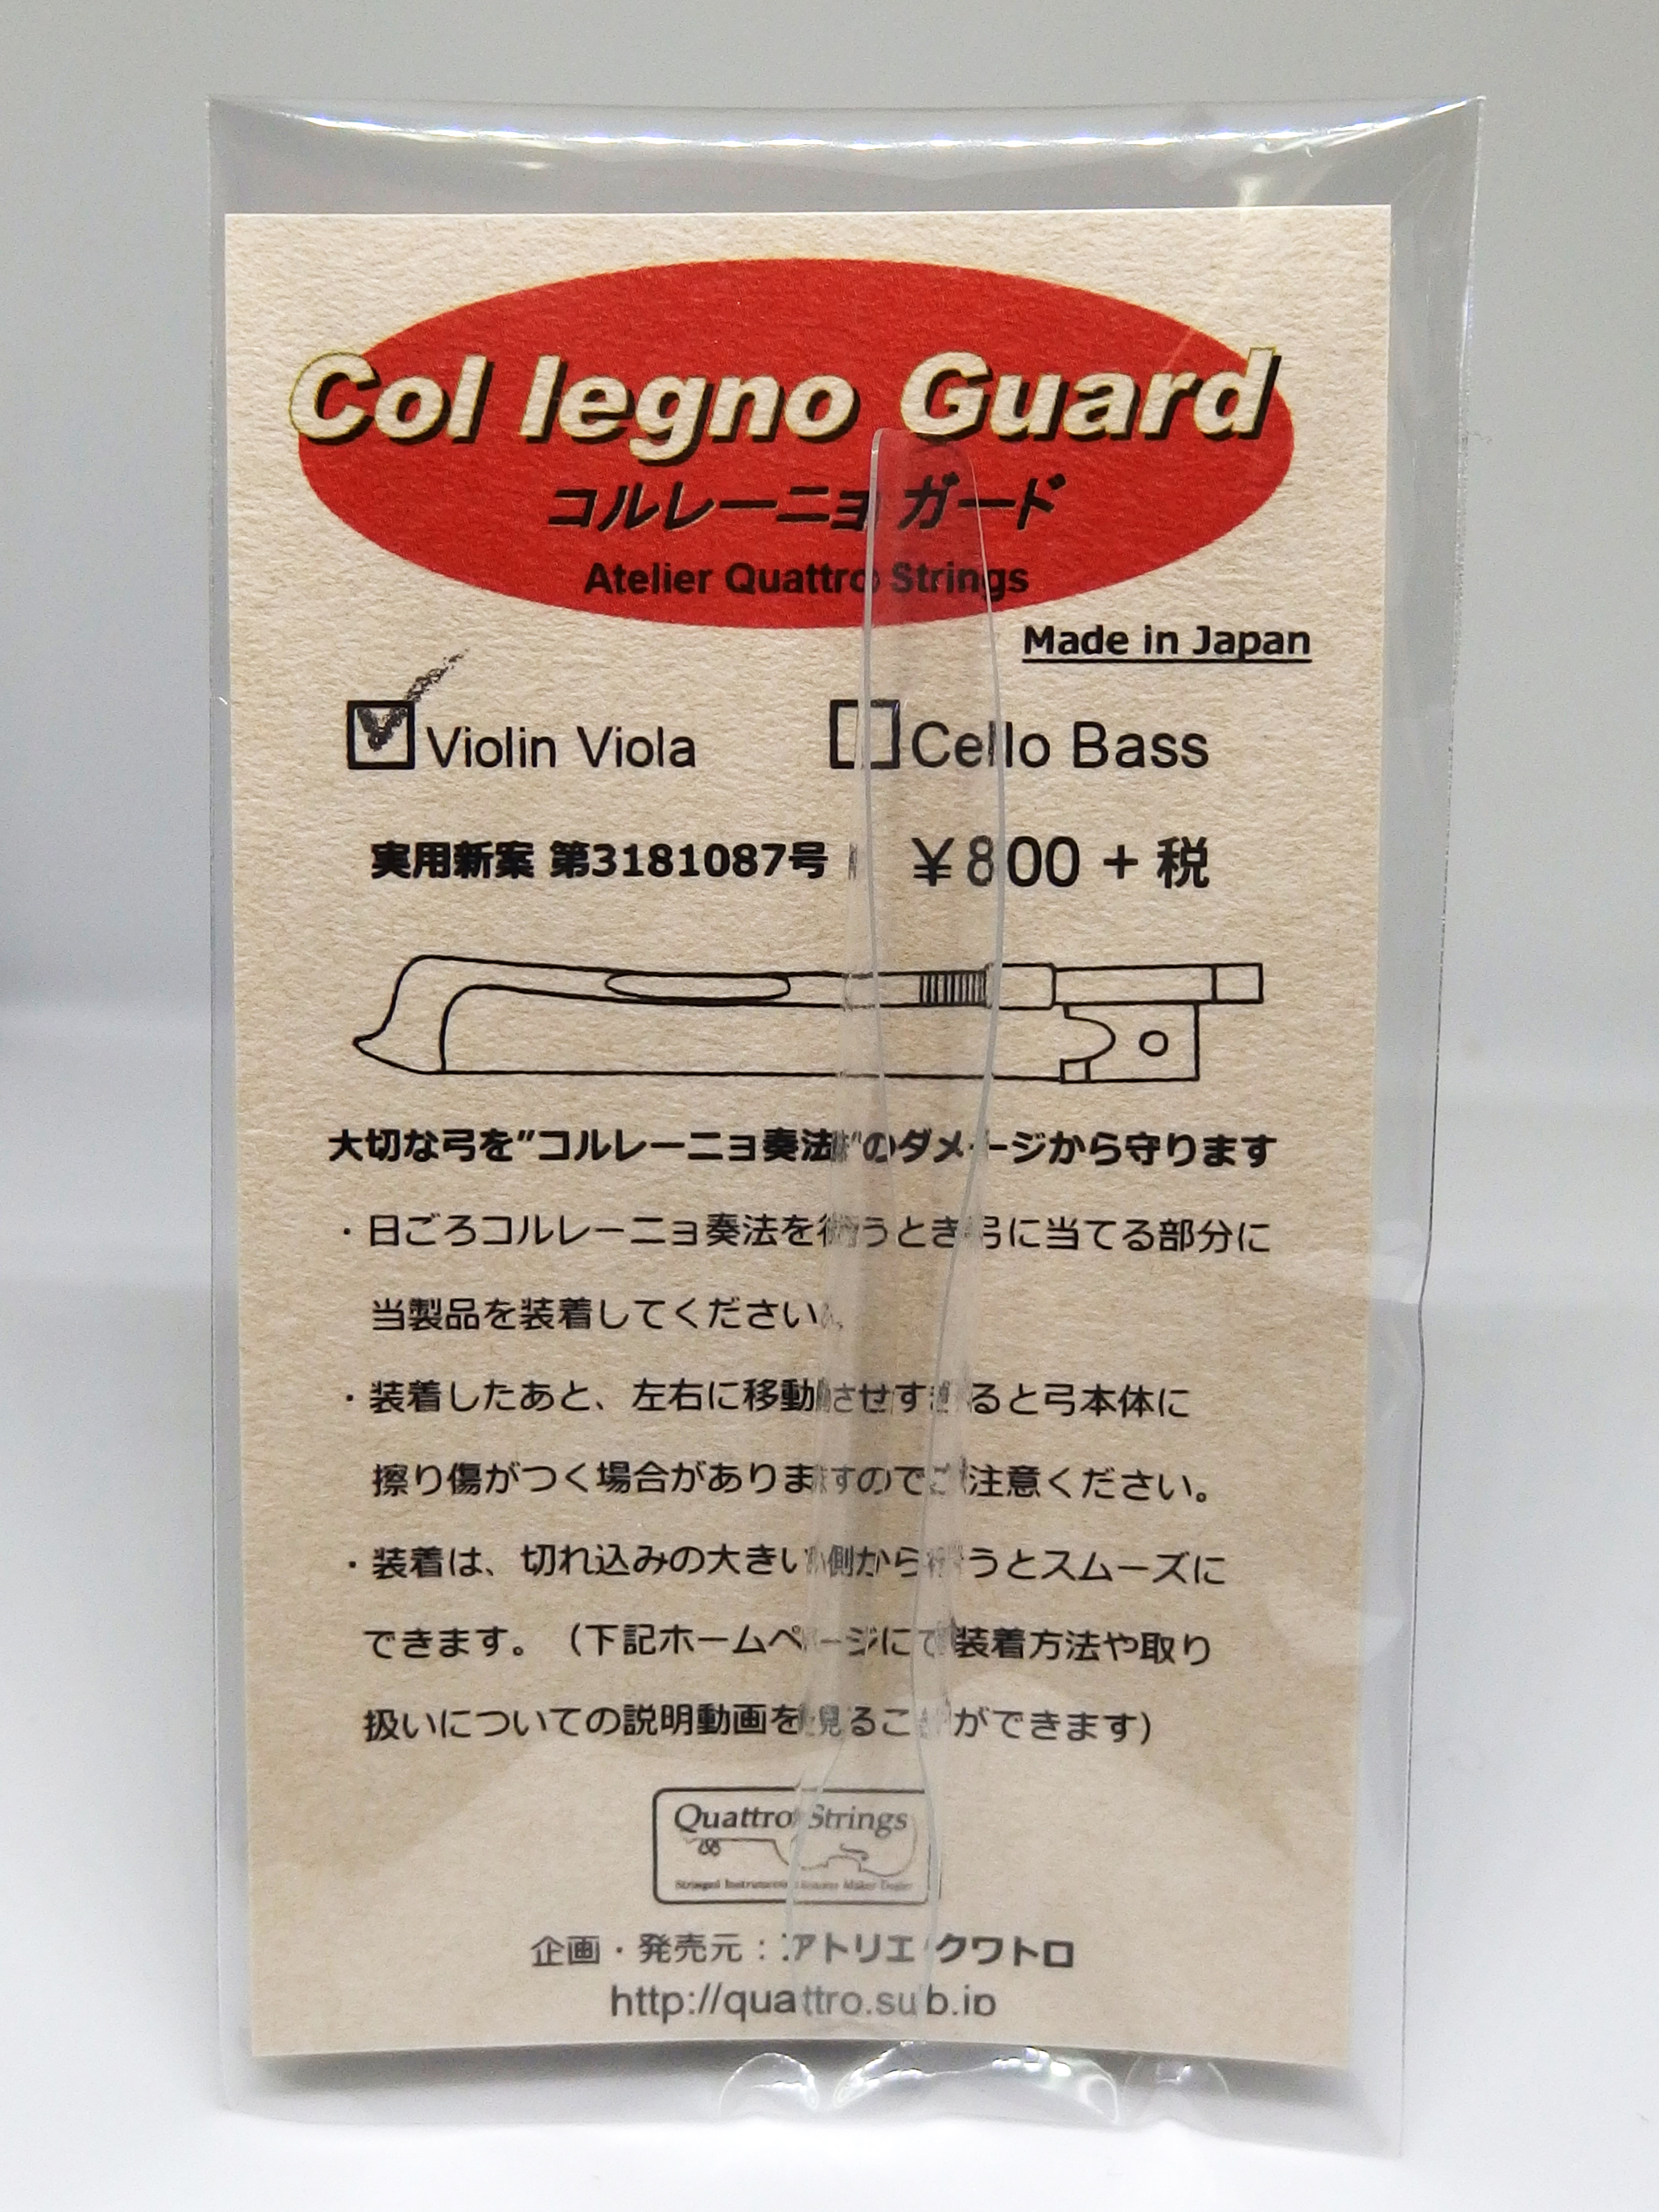 Col legno Guard
コルレーニョ ガード
Atelier Quattro Strings
Made in Japan
Violin Viola
Cello Bass
実用新案 第3181087号
¥800 + 税
大切な弓を"コルレーニョ奏法"のダメージから守ります
・日ごろコルレーニョ奏法を行うとき弓に当てる部分に
当製品を装着してください。
・装着したあと、左右に移動させすぎると弓本体に
擦り傷がつく場合がありますのでご注意ください。
・装着は、切れ込みの大きい側から行うとスムーズに
できます。（下記ホームページにて装着方法や取り
扱いについての説明動画を見ることができます)
Quattro Strings
Stringed Instruments
企画・発売元：アトリエ クワトロ
http://quattro.sub.jp